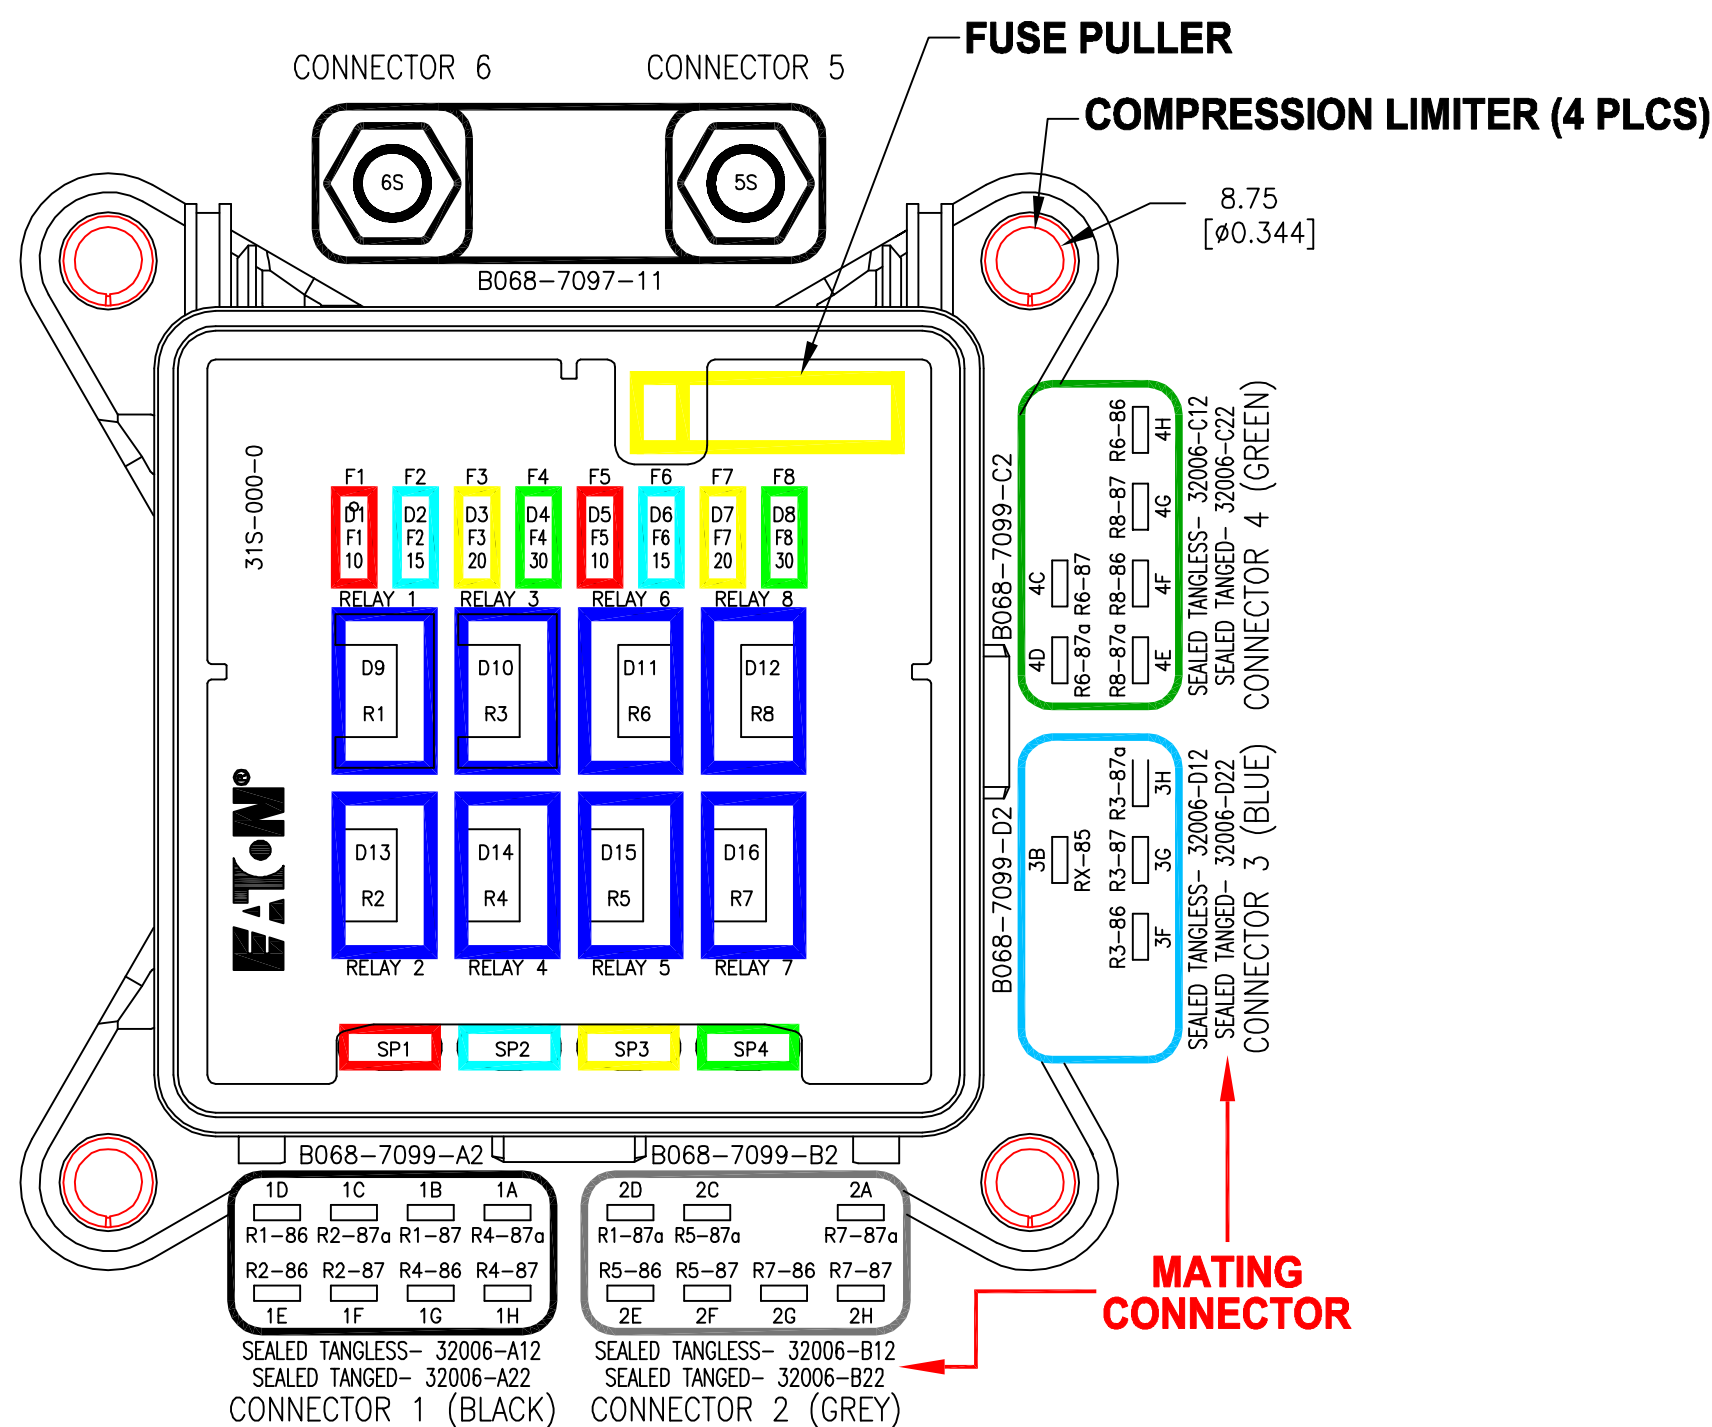 FUSE PULLER
CONNECTOR 6
CONNECTOR 5
COMPRESSION LIMITER (4 PLCS)
6S
5S
8.75
[ø0.344]
B068-7097-11
31S-000-0
F1 F2 F3 F4 F5 F6 F7 F8
D1 D2 D3 D4 D5 D6 D7 D8
F1 F2 F3 F4 F5 F6 F7 F8
10 15 20 30 10 15 20 30
RELAY 1 RELAY 3 RELAY 6 RELAY 8
D9 D10 D11 D12
R1 R3 R6 R8
EATON®
D13 D14 D15 D16
R2 R4 R5 R7
RELAY 2 RELAY 4 RELAY 5 RELAY 7
SP1 SP2 SP3 SP4
B068-7099-C2
4C
R6-87
4D
R6-87a
R6-86
4H
R8-87
4G
R8-86
4F
R8-87a
4E
SEALED TANGLESS- 32006-C12
SEALED TANGED- 32006-C22
CONNECTOR 4 (GREEN)
B068-7099-D2
3B
RX-85
R3-87a
3H
R3-87
3G
R3-86
3F
SEALED TANGLESS- 32006-D12
SEALED TANGED- 32006-D22
CONNECTOR 3 (BLUE)
B068-7099-A2
1D 1C 1B 1A
R1-86 R2-87a R1-87 R4-87a
R2-86 R2-87 R4-86 R4-87
1E 1F 1G 1H
SEALED TANGLESS- 32006-A12
SEALED TANGED- 32006-A22
CONNECTOR 1 (BLACK)
B068-7099-B2
2D 2C 2A
R1-87a R5-87a R7-87a
R5-86 R5-87 R7-86 R7-87
2E 2F 2G 2H
SEALED TANGLESS- 32006-B12
SEALED TANGED- 32006-B22
CONNECTOR 2 (GREY)
MATING
CONNECTOR